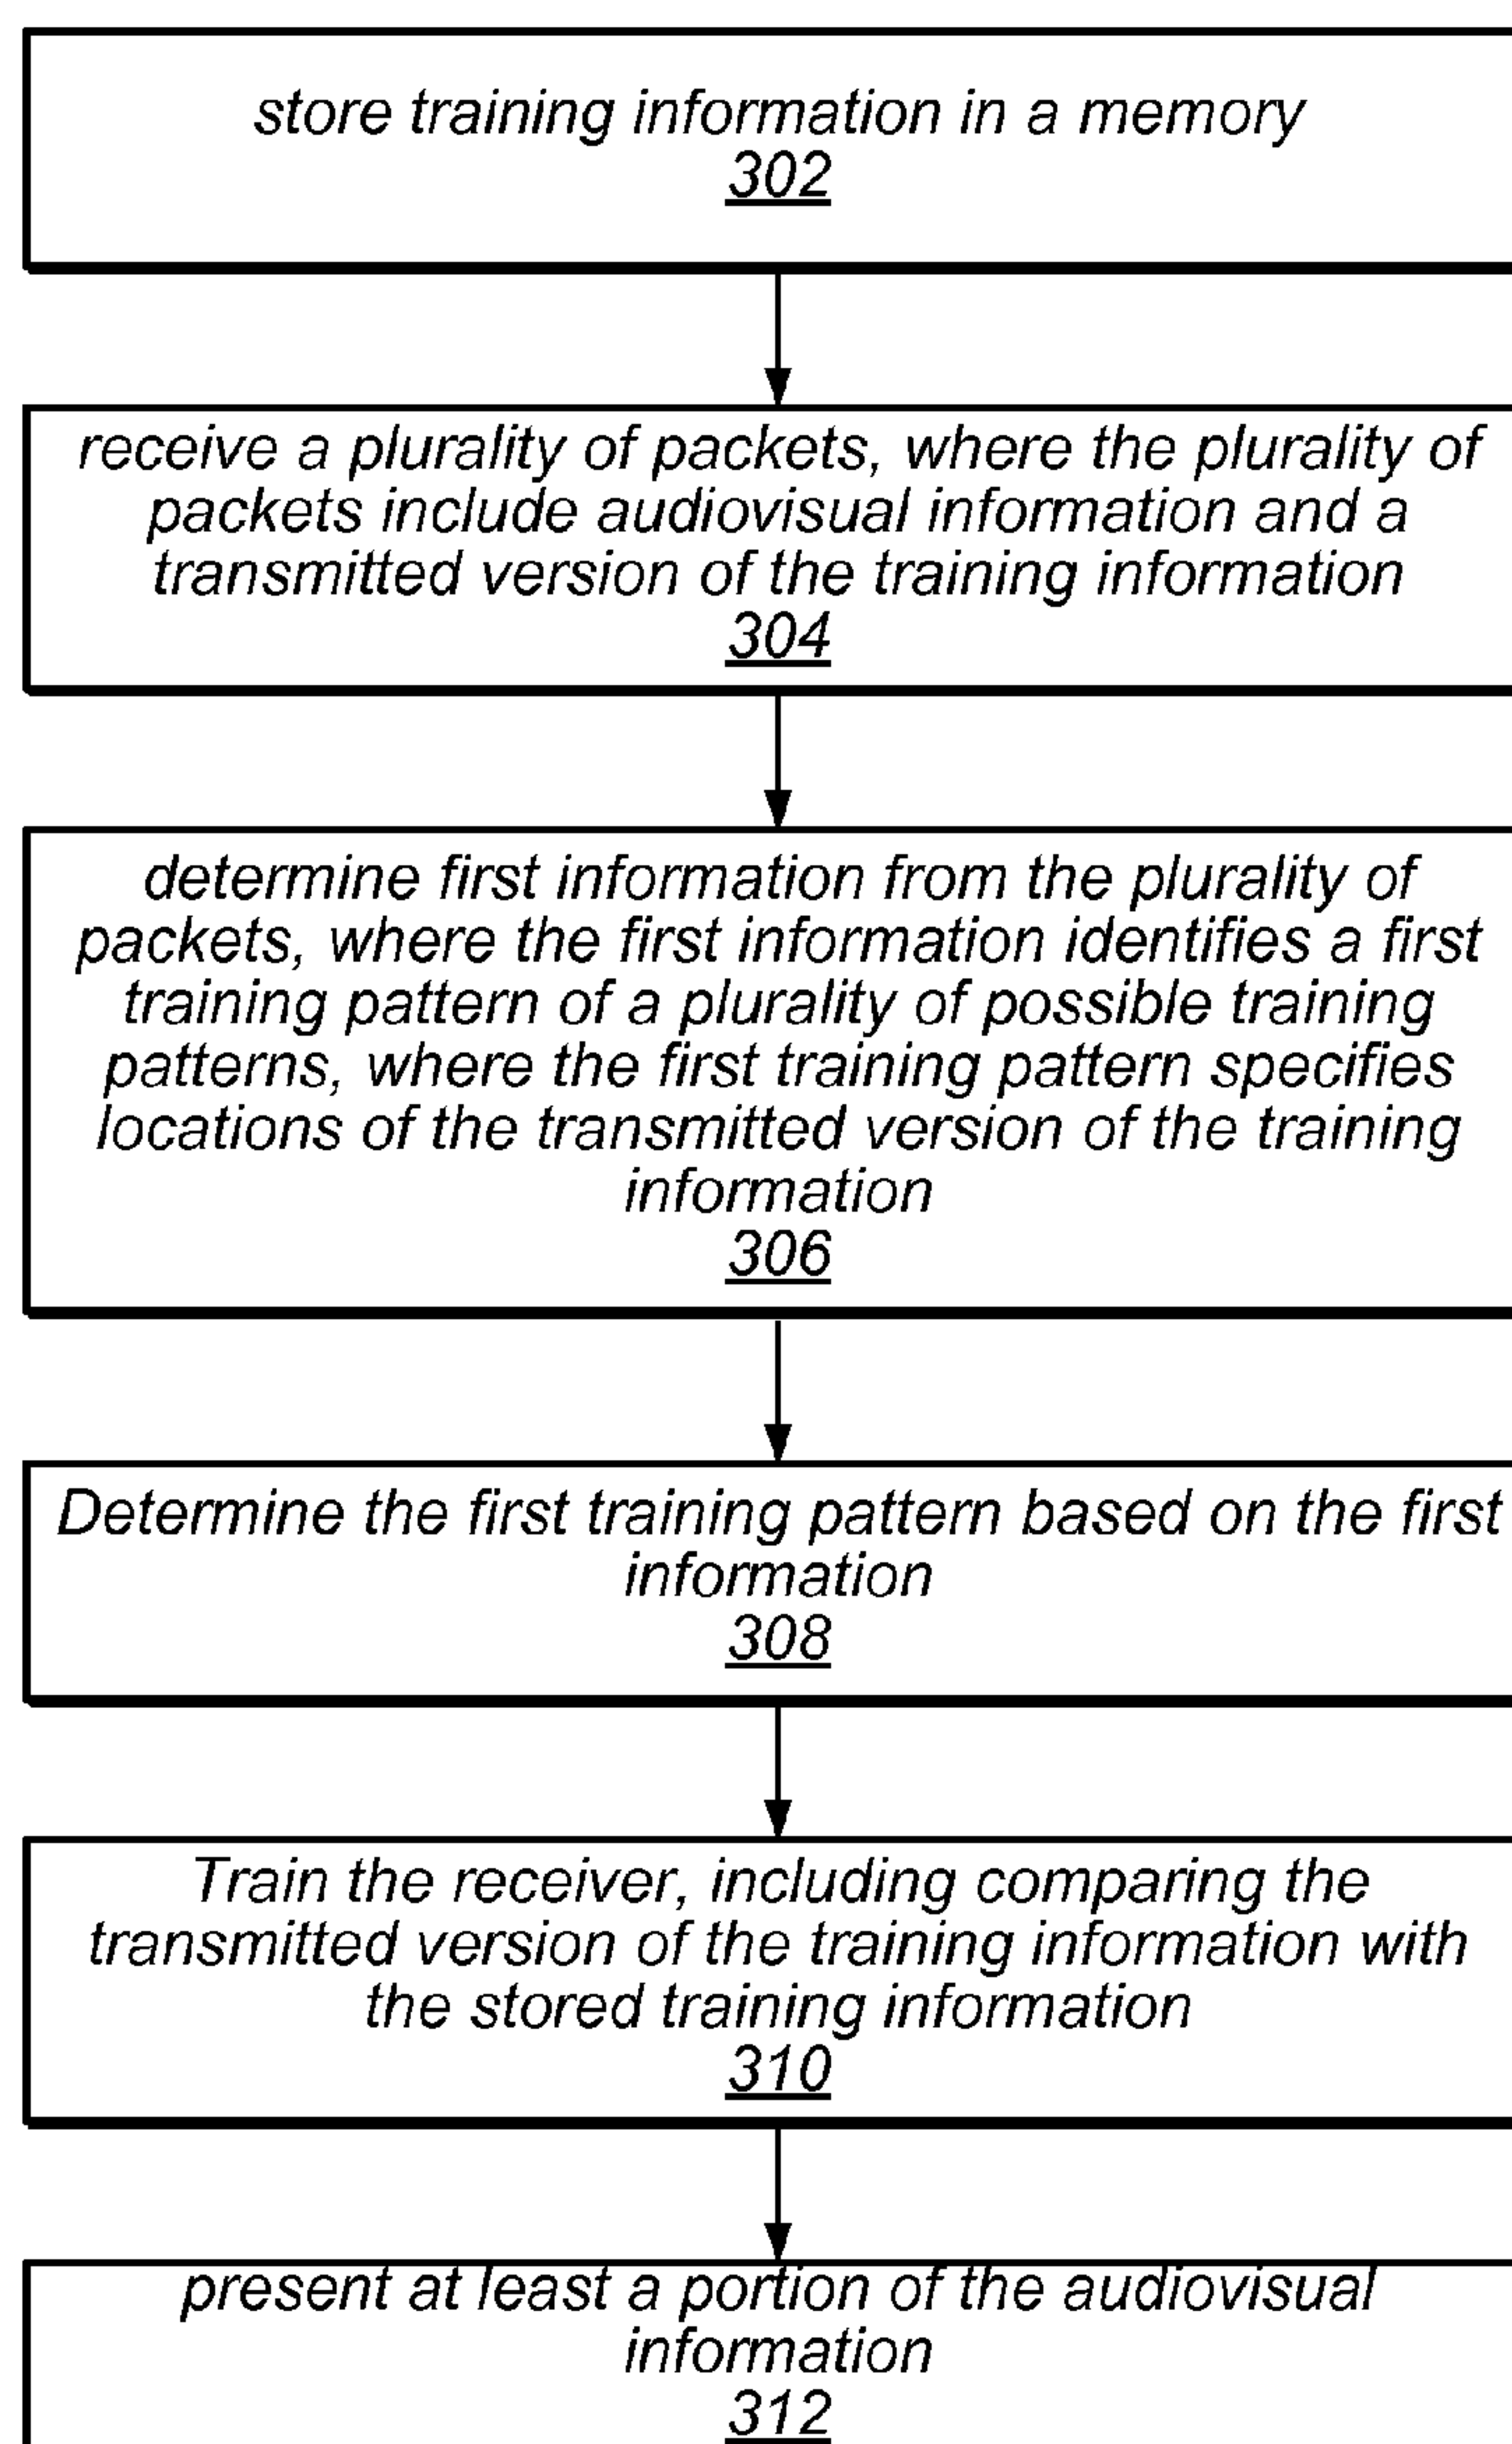 store training information in a memory
302
receive a plurality of packets, where the plurality of
packets include audiovisual information and a
transmitted version of the training information
304
determine first information from the plurality of
packets, where the first information identifies a first
training pattern of a plurality of possible training
patterns, where the first training pattern specifies
locations of the transmitted version of the training
information
306
Determine the first training pattern based on the first
information
308
Train the receiver, including comparing the
transmitted version of the training information with
the stored training information
310
present at least a portion of the audiovisual
information
312